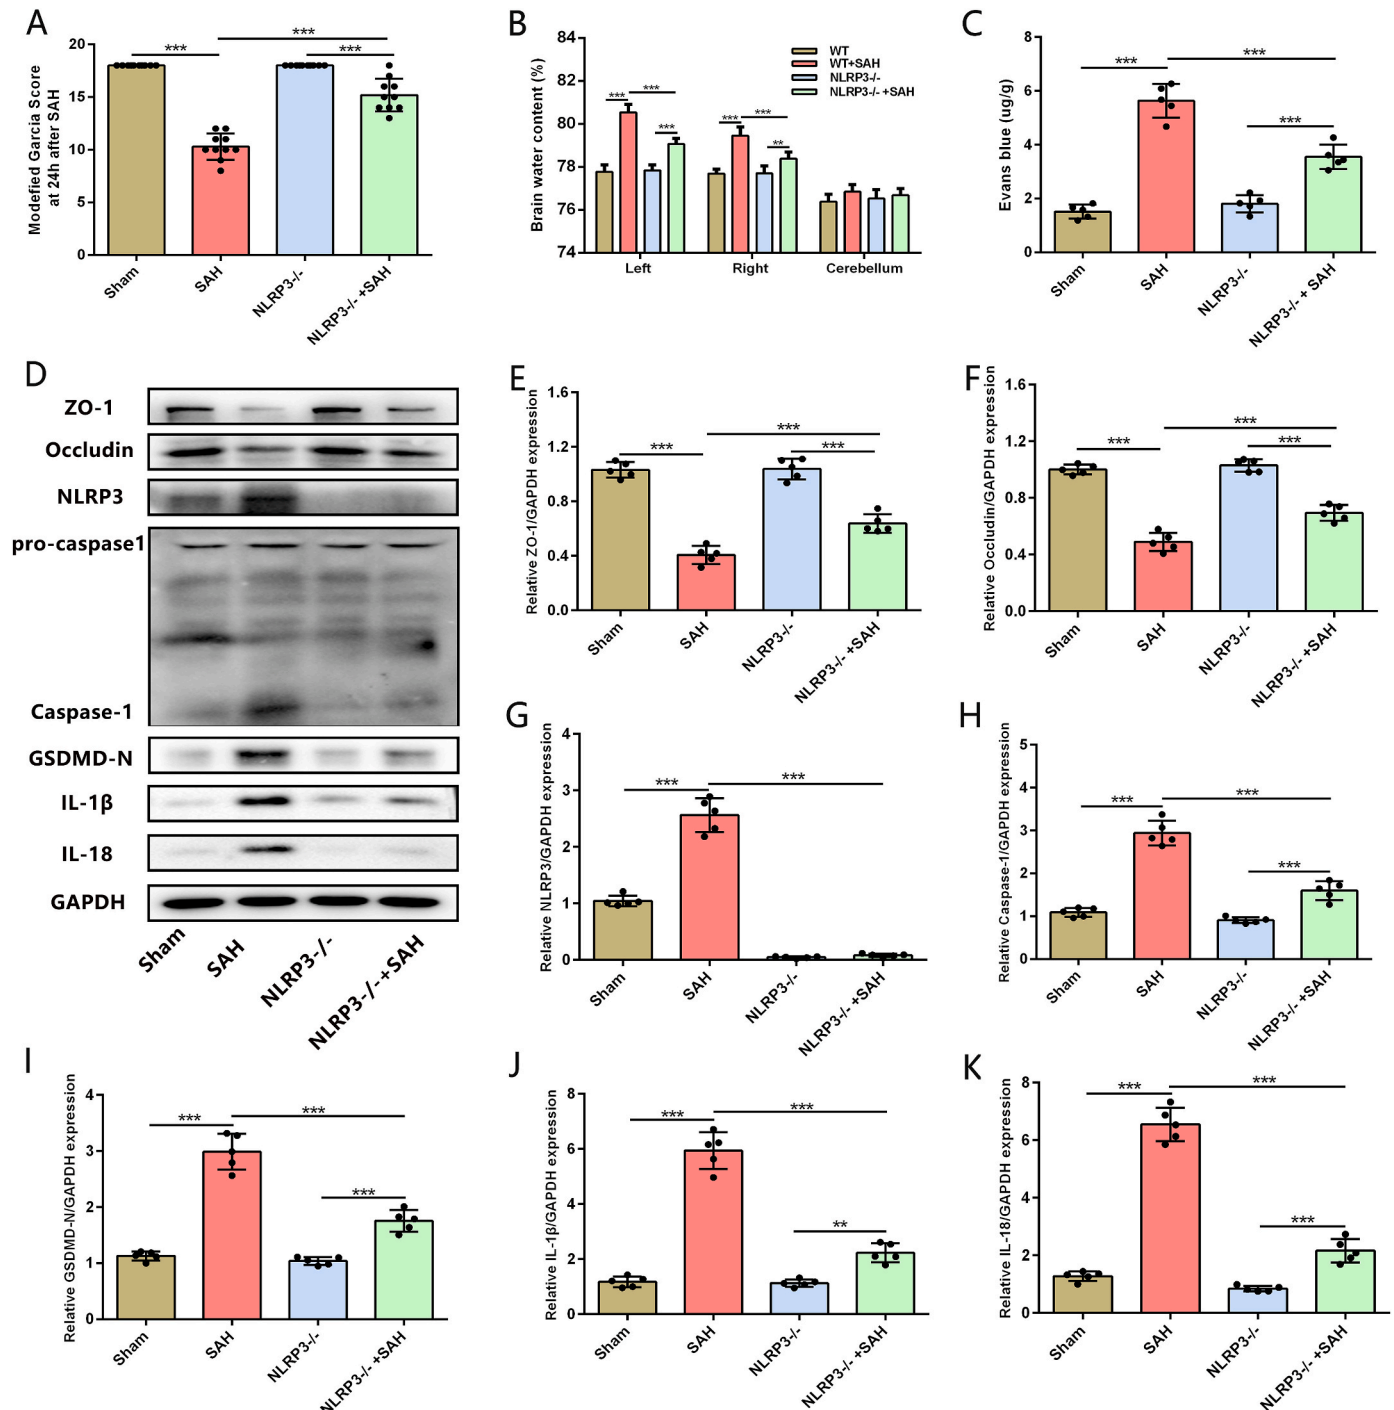 A
Modefied Garcia Score
at 24h after SAH
20
15
10
5
0
***
***
***
Sham
SAH
NLRP3-/-
NLRP3-/- +SAH
B
Brain water content (%)
84
82
80
78
76
74
WT
WT+SAH
NLRP3-/-
NLRP3-/- +SAH
***
***
***
***
***
**
Left
Right
Cerebellum
C
Evans blue (ug/g)
8
6
4
2
0
***
***
***
Sham
SAH
NLRP3-/-
NLRP3-/- + SAH
D
ZO-1
Occludin
NLRP3
pro-caspase1
Caspase-1
GSDMD-N
IL-1β
IL-18
GAPDH
Sham
SAH
NLRP3-/-
NLRP3-/-+SAH
E
Relative ZO-1/GAPDH expression
1.6
1.2
0.8
0.4
0.0
***
***
***
Sham
SAH
NLRP3-/-
NLRP3-/- +SAH
F
Relative Occludin/GAPDH expression
1.6
1.2
0.8
0.4
0.0
***
***
***
Sham
SAH
NLRP3-/-
NLRP3-/- +SAH
G
Relative NLRP3/GAPDH expression
4
3
2
1
0
***
***
Sham
SAH
NLRP3-/-
NLRP3-/- +SAH
H
Relative Caspase-1/GAPDH expression
5
4
3
2
1
0
***
***
***
Sham
SAH
NLRP3-/-
NLRP3-/- +SAH
I
Relative GSDMD-N/GAPDH expression
4
3
2
1
0
***
***
***
Sham
SAH
NLRP3-/-
NLRP3-/- +SAH
J
Relative IL-1β/GAPDH expression
8
6
4
2
0
***
***
**
Sham
SAH
NLRP3-/-
NLRP3-/- +SAH
K
Relative IL-18/GAPDH expression
8
6
4
2
0
***
***
***
Sham
SAH
NLRP3-/-
NLRP3-/- +SAH